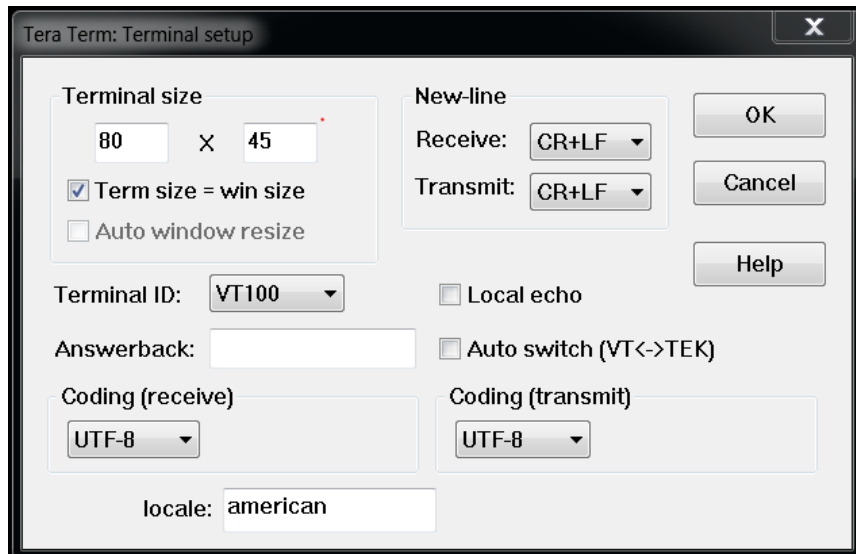 Tera Term: Terminal setup
X
Terminal size
80 X 45
Term size = win size
Auto window resize
New-line
Receive: CR+LF
Transmit: CR+LF
OK
Cancel
Help
Terminal ID: VT100
Local echo
Answerback:
Auto switch (VT<->TEK)
Coding (receive)
UTF-8
Coding (transmit)
UTF-8
locale: american